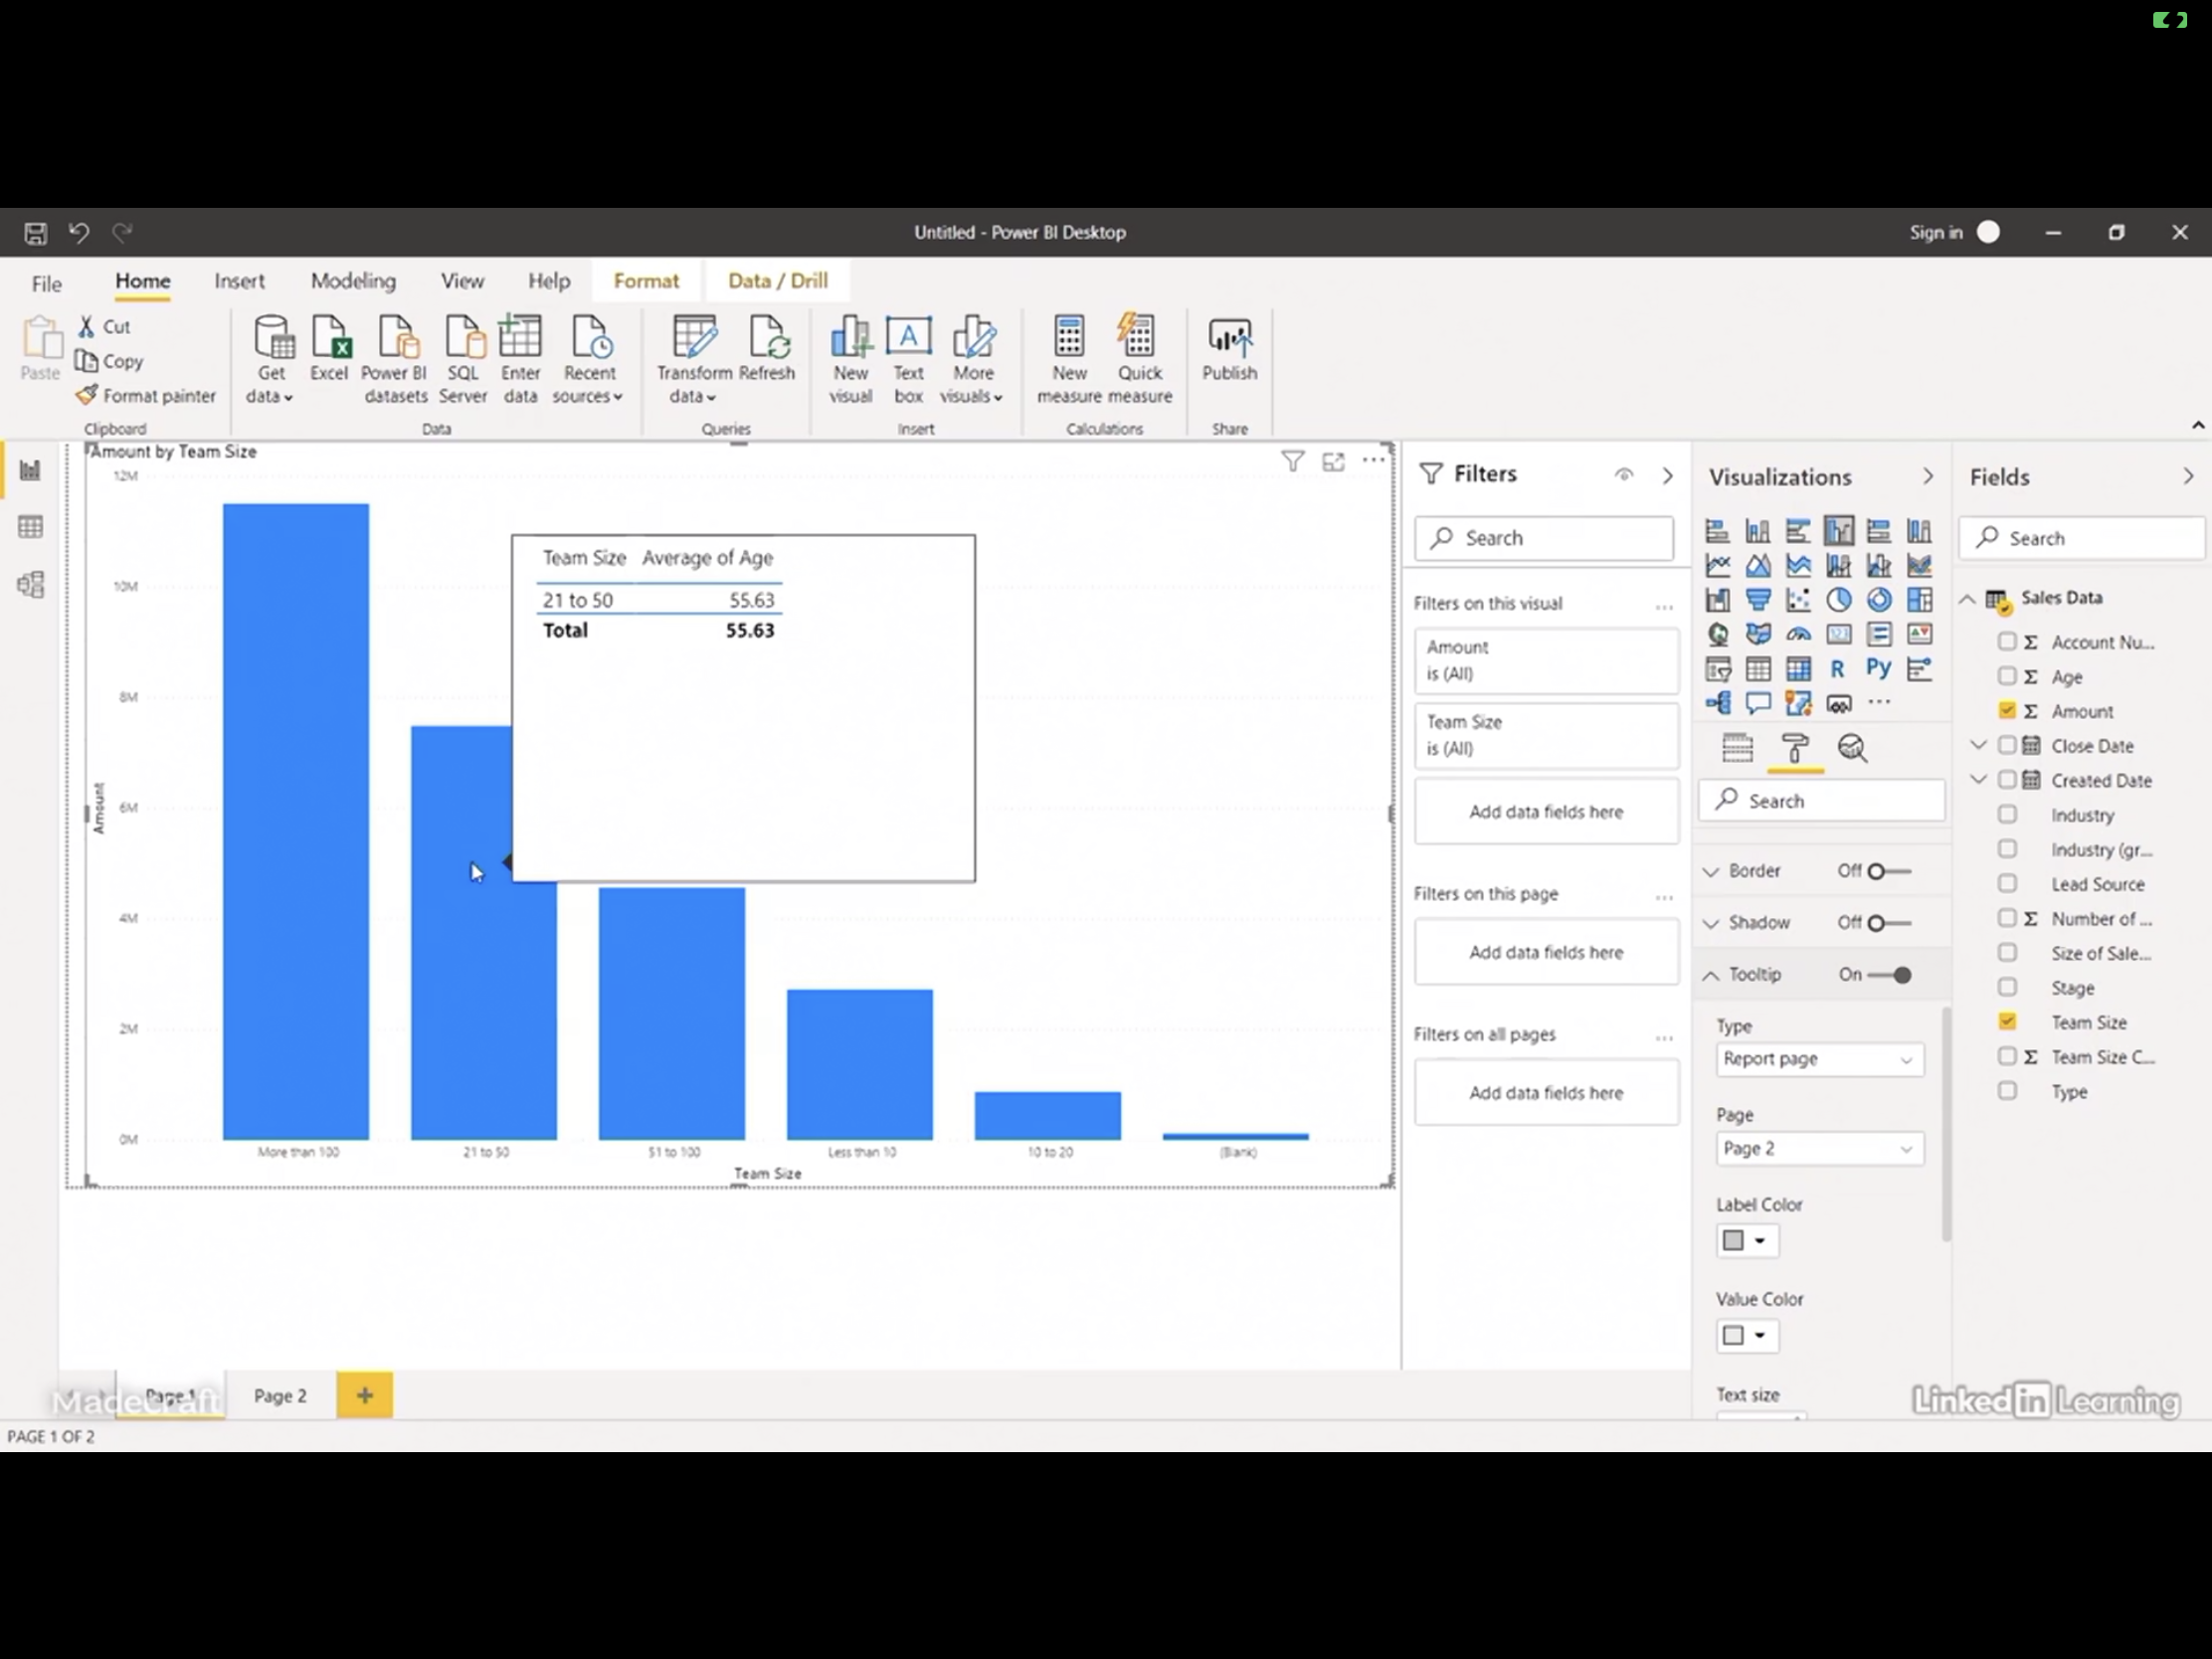 Untitled - Power BI Desktop
Sign in
File
Home
Insert
Modeling
View
Help
Format
Data / Drill
Paste
Cut
Copy
Format painter
Clipboard
Get data
Excel
Power BI datasets
SQL Server
Enter data
Recent sources
Data
Transform data
Refresh
Queries
New visual
Text box
More visuals
Insert
New measure
Quick measure
Calculations
Publish
Share
Amount by Team Size
12M
10M
8M
6M
4M
2M
0M
Amount
Team Size Average of Age
21 to 50 55.63
Total 55.63
More than 100
21 to 50
51 to 100
Less than 10
10 to 20
(Blank)
Team Size
Filters
Search
Filters on this visual
Amount
is (All)
Team Size
is (All)
Add data fields here
Filters on this page
Add data fields here
Filters on all pages
Add data fields here
Visualizations
R
Py
123
Search
Border Off
Shadow Off
Tooltip On
Type
Report page
Page
Page 2
Label Color
Value Color
Text size
Fields
Search
Sales Data
Account Nu...
Age
Amount
Close Date
Created Date
Industry
Industry (gr...
Lead Source
Number of ...
Size of Sale...
Stage
Team Size
Team Size C...
Type
MadeCraft
Page 1
Page 2
LinkedIn Learning
PAGE 1 OF 2